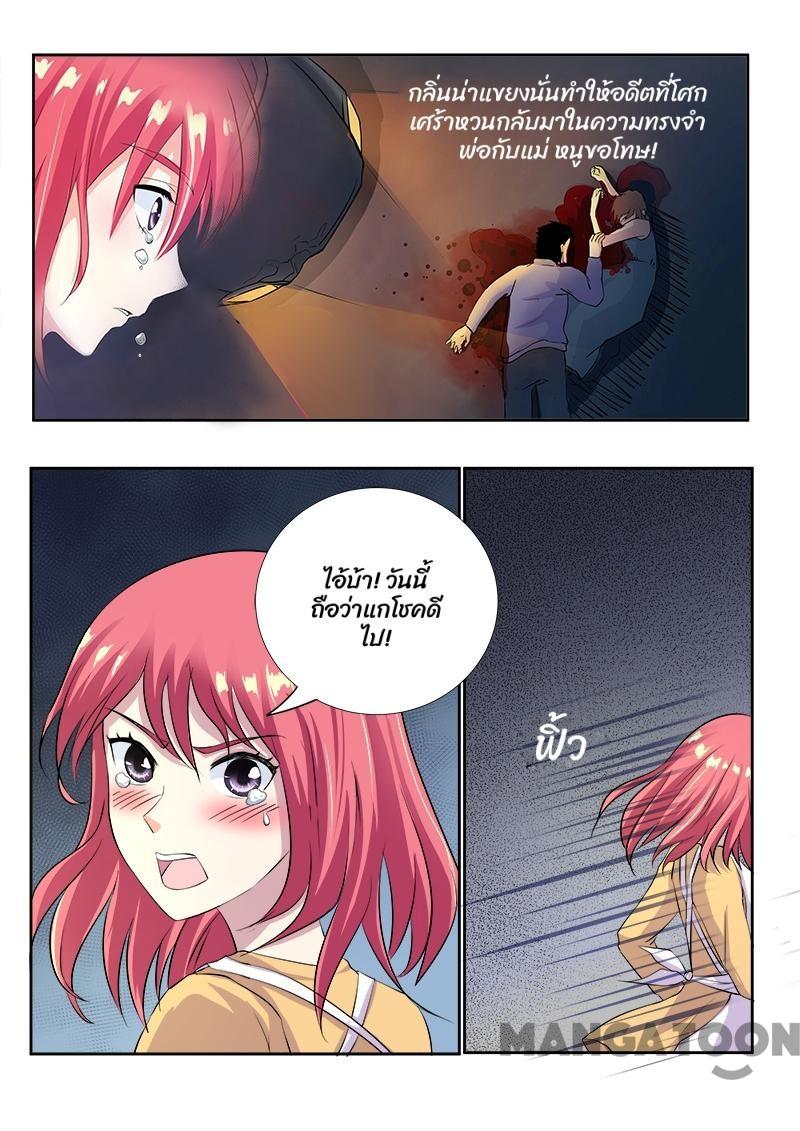 กลิ่นน่าแขยงนั่นทำให้อดีตที่โศก
เศร้าหวนกลับมาในความทรงจำ
พ่อกับแม่ หนูขอโทษ!
ไอ้บ้า! วันนี้
ถือว่าแกโชคดี
ไป!
ฟิ้ว
MANGATOON